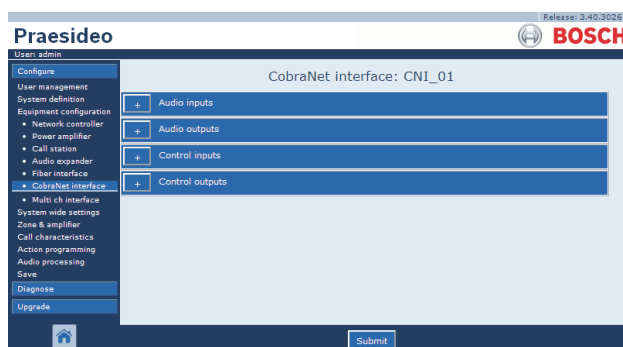 Release: 3.40.3026
Praesideo
BOSCH
User: admin
Configure
User management
System definition
Equipment configuration
• Network controller
• Power amplifier
• Call station
• Audio expander
• Fiber interface
• CobraNet interface
• Multi ch interface
System wide settings
Zone & amplifier
Call characteristics
Action programming
Audio processing
Save
Diagnose
Upgrade
CobraNet interface: CNI_01
+ Audio inputs
+ Audio outputs
+ Control inputs
+ Control outputs
Submit